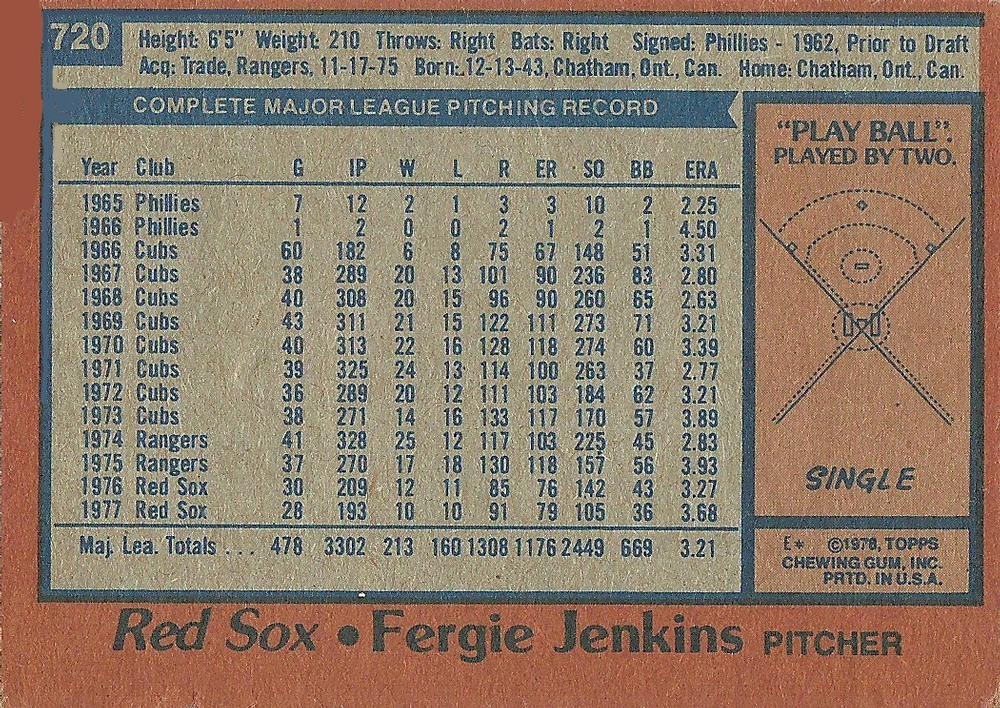 720
Height: 6'5" Weight: 210 Throws: Right Bats: Right Signed: Phillies - 1962, Prior to Draft
Acq: Trade, Rangers, 11-17-75 Born: 12-13-43, Chatham, Ont., Can. Home: Chatham, Ont., Can.
COMPLETE MAJOR LEAGUE PITCHING RECORD
Year Club G IP W L R ER SO BB ERA
1965 Phillies 7 12 2 1 3 3 10 2 2.25
1966 Phillies 1 2 0 0 2 1 2 1 4.50
1966 Cubs 60 182 6 8 75 67 148 51 3.31
1967 Cubs 38 289 20 13 101 90 236 83 2.80
1968 Cubs 40 308 20 15 96 90 260 65 2.63
1969 Cubs 43 311 21 15 122 111 273 71 3.21
1970 Cubs 40 313 22 16 128 118 274 60 3.39
1971 Cubs 39 325 24 13 114 100 263 37 2.77
1972 Cubs 36 289 20 12 111 103 184 62 3.21
1973 Cubs 38 271 14 16 133 117 170 57 3.89
1974 Rangers 41 328 25 12 117 103 225 45 2.83
1975 Rangers 37 270 17 18 130 118 157 56 3.93
1976 Red Sox 30 209 12 11 85 76 142 43 3.27
1977 Red Sox 28 193 10 10 91 79 105 36 3.68
Maj. Lea. Totals ... 478 3302 213 160 1308 1176 2449 669 3.21
"PLAY BALL".
PLAYED BY TWO.
SINGLE
E* ©1978, TOPPS
CHEWING GUM, INC.
PRTD. IN U.S.A.
Red Sox • Fergie Jenkins PITCHER